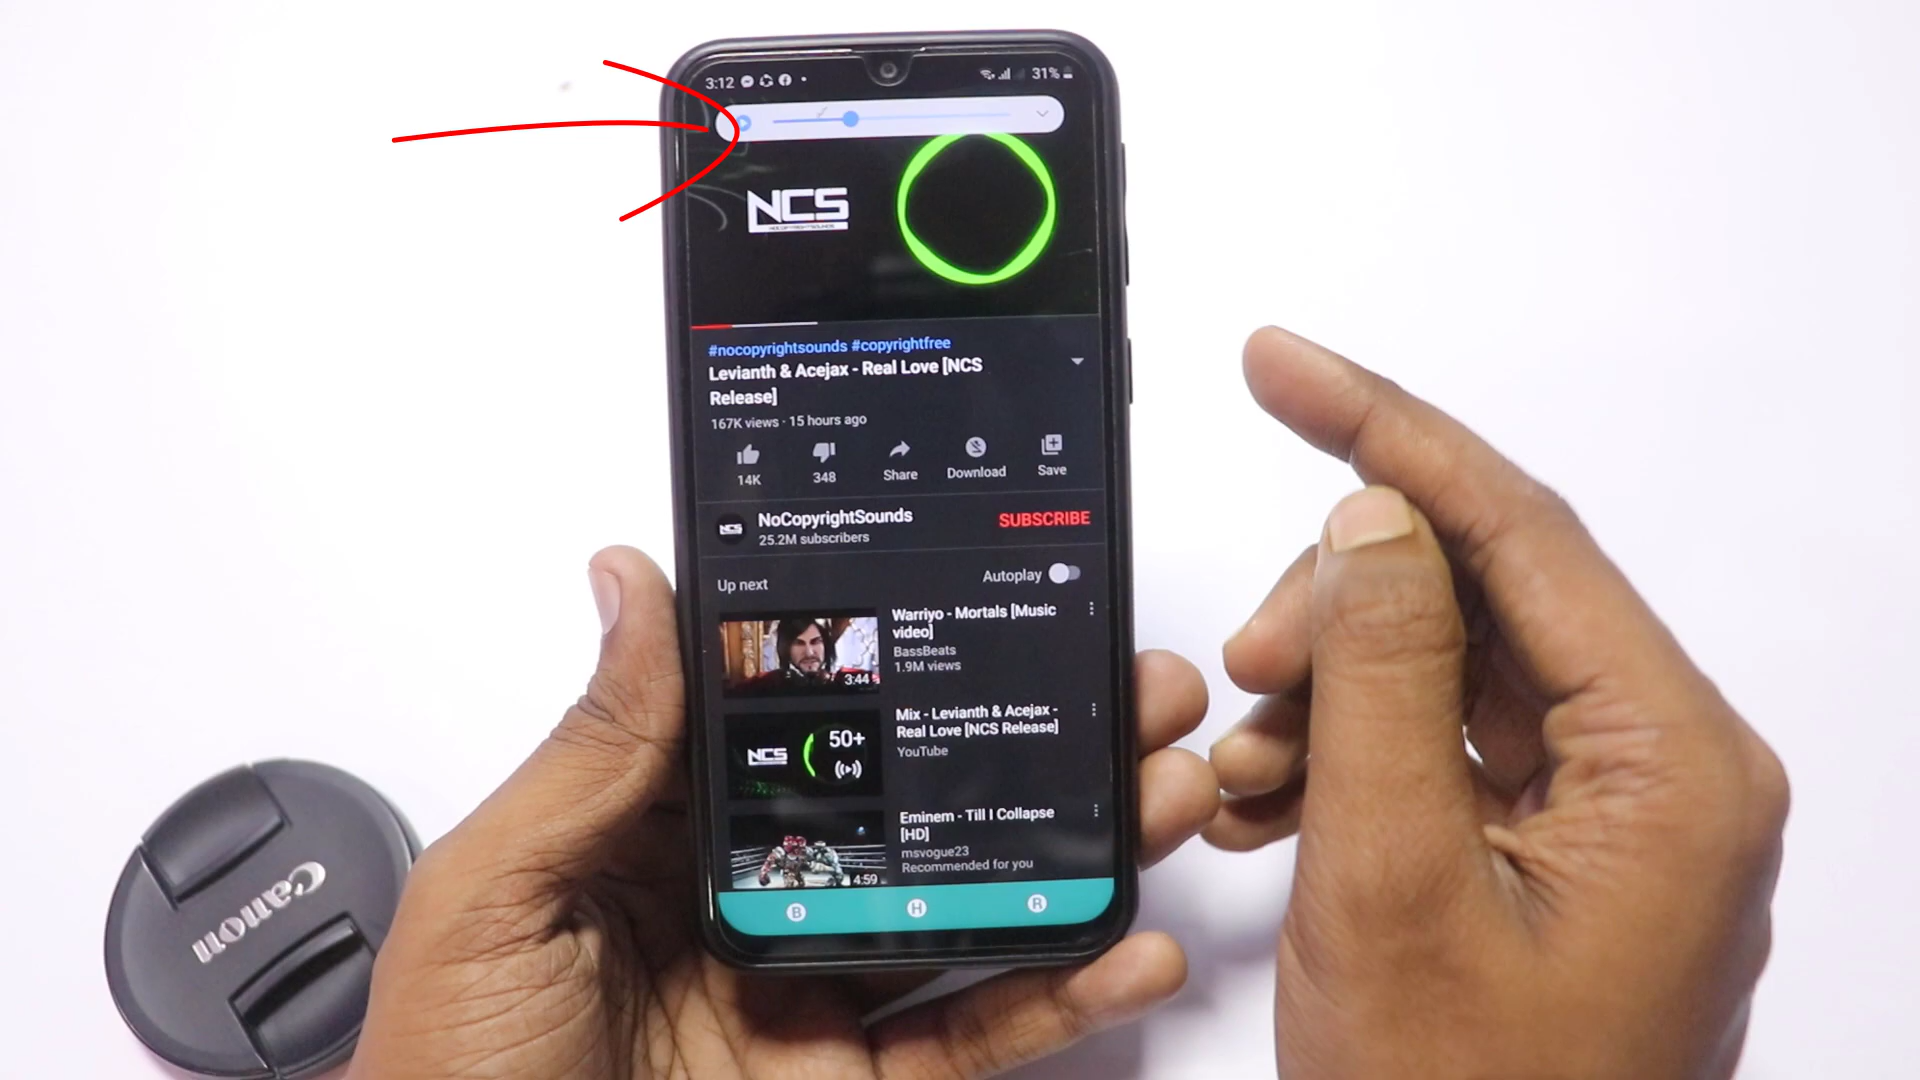 3:12
31%
NCS
NOCOPYRIGHTSOUNDS
#nocopyrightsounds #copyrightfree
Levianth & Acejax - Real Love [NCS
Release]
167K views · 15 hours ago
14K
348
Share
Download
Save
NCS
NoCopyrightSounds
25.2M subscribers
SUBSCRIBE
Up next
Autoplay
Warriyo - Mortals [Music
video]
BassBeats
1.9M views
3:44
Mix - Levianth & Acejax -
Real Love [NCS Release]
YouTube
NCS
50+
Eminem - Till I Collapse
[HD]
msvogue23
Recommended for you
4:59
B
H
R
Canon